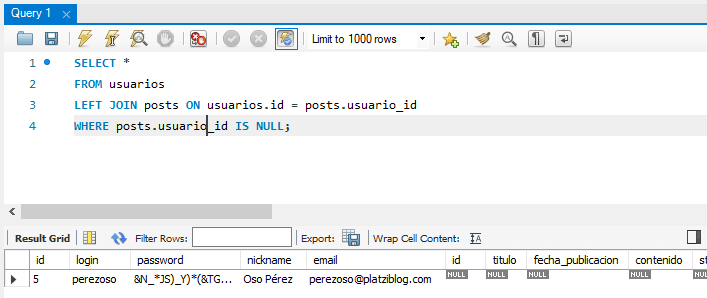 Query 1
Limit to 1000 rows
1 SELECT *
2 FROM usuarios
3 LEFT JOIN posts ON usuarios.id = posts.usuario_id
4 WHERE posts.usuario_id IS NULL;
Result Grid Filter Rows: Export: Wrap Cell Content:
id login password nickname email id titulo fecha_publicacion contenido
5 perezoso &N_*JS)_Y)*(&TG... Oso Pérez perezoso@platziblog.com NULL NULL NULL NULL NULL